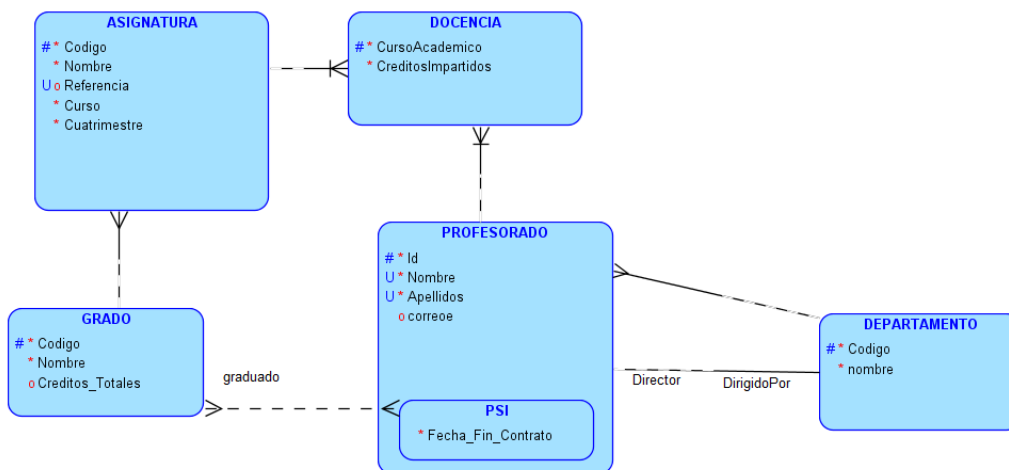 ASIGNATURA
# * Codigo
* Nombre
U o Referencia
* Curso
* Cuatrimestre
DOCENCIA
# * CursoAcademico
* CreditosImpartidos
PROFESORADO
# * Id
U * Nombre
U * Apellidos
o correoe
GRADO
# * Codigo
* Nombre
o Creditos_Totales
graduado
PSI
* Fecha_Fin_Contrato
Director
DirigidoPor
DEPARTAMENTO
# * Codigo
* nombre